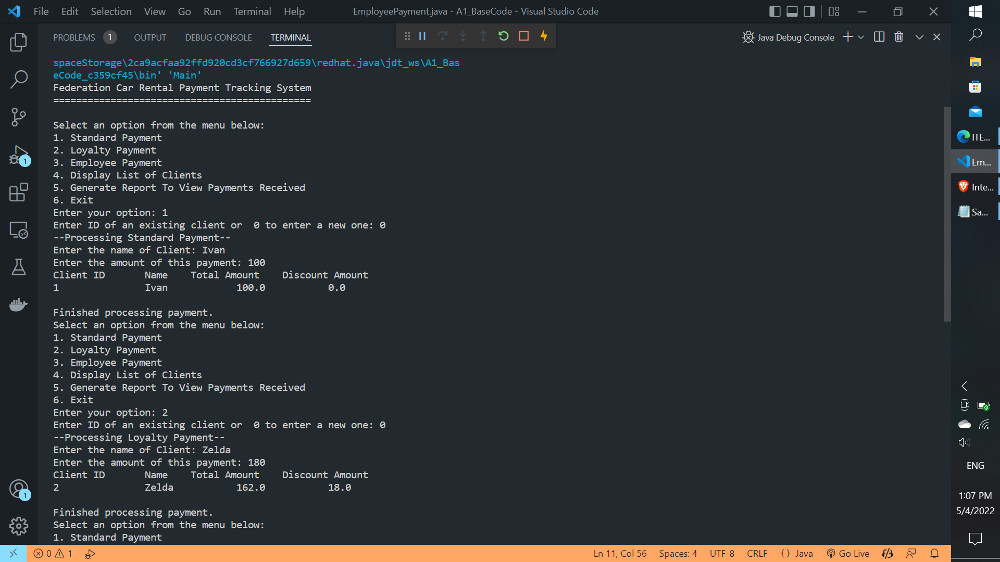 File Edit Selection View Go Run Terminal Help EmployeePayment.java - A1_BaseCode - Visual Studio Code
PROBLEMS 1 OUTPUT DEBUG CONSOLE TERMINAL Java Debug Console
spaceStorage\2ca9acfaa92ffd920cd3cf766927d659\redhat.java\jdt_ws\A1_Bas
eCode_c359cf45\bin' 'Main'
Federation Car Rental Payment Tracking System
=============================================
Select an option from the menu below:
1. Standard Payment
2. Loyalty Payment
3. Employee Payment
4. Display List of Clients
5. Generate Report To View Payments Received
6. Exit
Enter your option: 1
Enter ID of an existing client or  0 to enter a new one: 0
--Processing Standard Payment--
Enter the name of Client: Ivan
Enter the amount of this payment: 100
Client ID       Name    Total Amount    Discount Amount
1               Ivan            100.0           0.0
Finished processing payment.
Select an option from the menu below:
1. Standard Payment
2. Loyalty Payment
3. Employee Payment
4. Display List of Clients
5. Generate Report To View Payments Received
6. Exit
Enter your option: 2
Enter ID of an existing client or  0 to enter a new one: 0
--Processing Loyalty Payment--
Enter the name of Client: Zelda
Enter the amount of this payment: 180
Client ID       Name    Total Amount    Discount Amount
2               Zelda           162.0           18.0
Finished processing payment.
Select an option from the menu below:
1. Standard Payment
1
1
0 1 Ln 11, Col 56 Spaces: 4 UTF-8 CRLF {} Java Go Live
ITE...
Em...
Inte...
Sa...
ENG
1:07 PM
5/4/2022